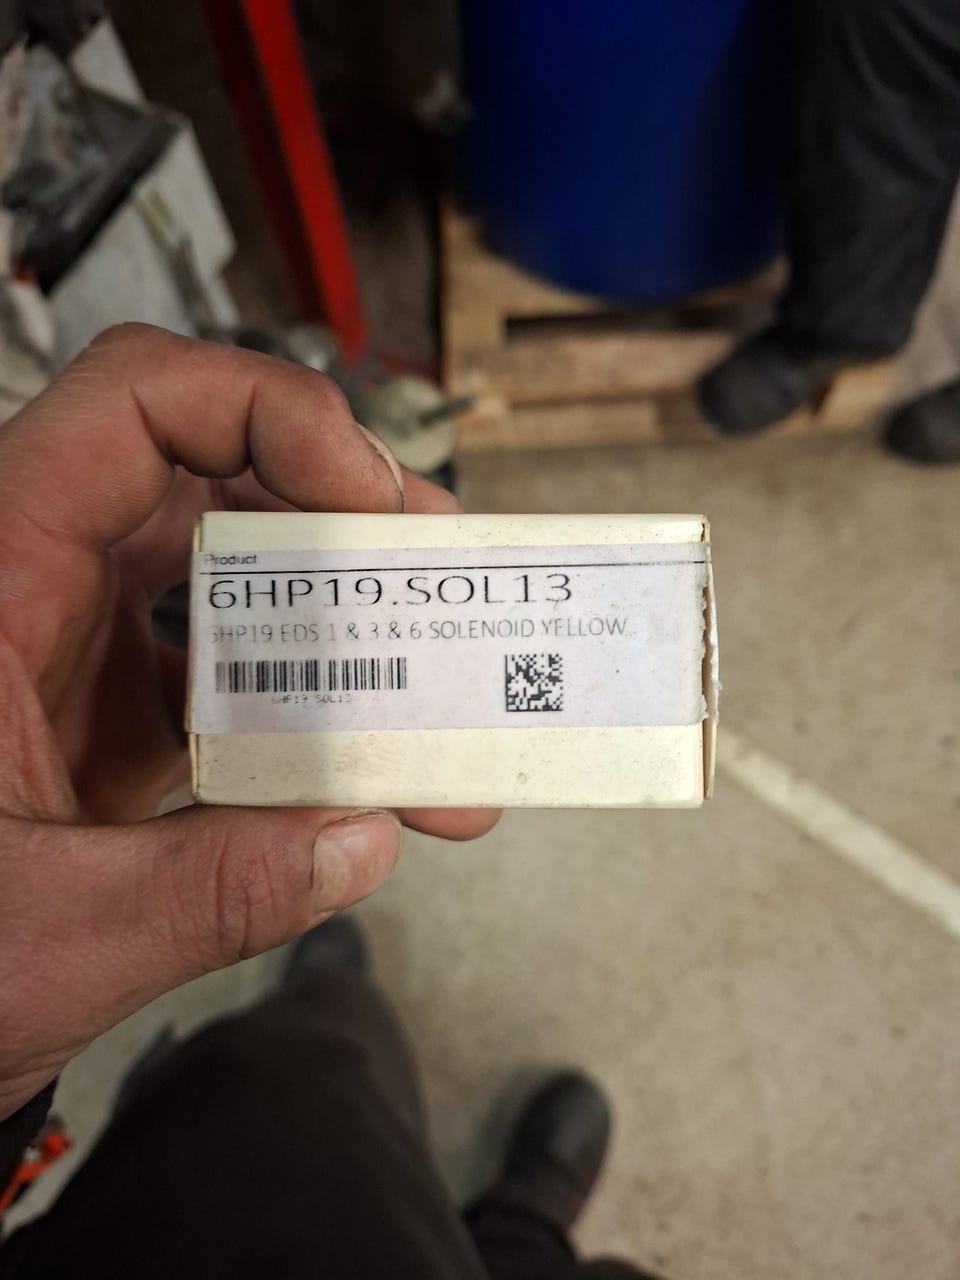 Product
6HP19.SOL13
6HP19 EDS 1 & 3 & 6 SOLENOID YELLOW
6HP19.SOL13